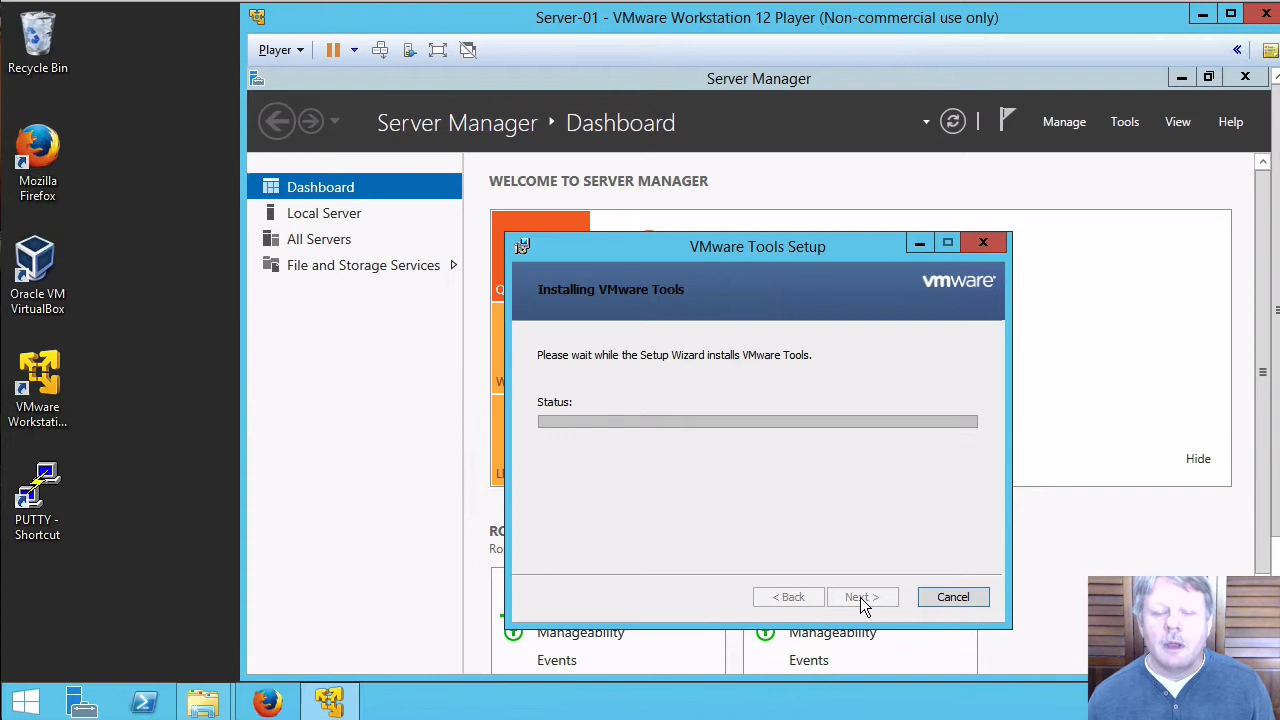 Recycle Bin
Mozilla
Firefox
Oracle VM
VirtualBox
VMware
Workstati...
PUTTY -
Shortcut
Server-01 - VMware Workstation 12 Player (Non-commercial use only)
Player
Server Manager
Server Manager
Dashboard
Manage
Tools
View
Help
Dashboard
Local Server
All Servers
File and Storage Services
WELCOME TO SERVER MANAGER
VMware Tools Setup
Installing VMware Tools
vmware
Please wait while the Setup Wizard installs VMware Tools.
Status:
Hide
< Back
Next >
Cancel
Manageability
Events
Manageability
Events